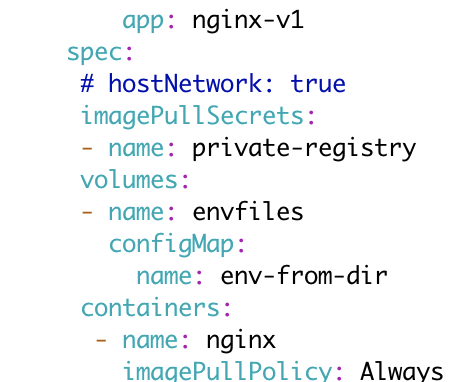 app: nginx-v1
spec:
# hostNetwork: true
imagePullSecrets:
- name: private-registry
volumes:
- name: envfiles
configMap:
name: env-from-dir
containers:
- name: nginx
imagePullPolicy: Always